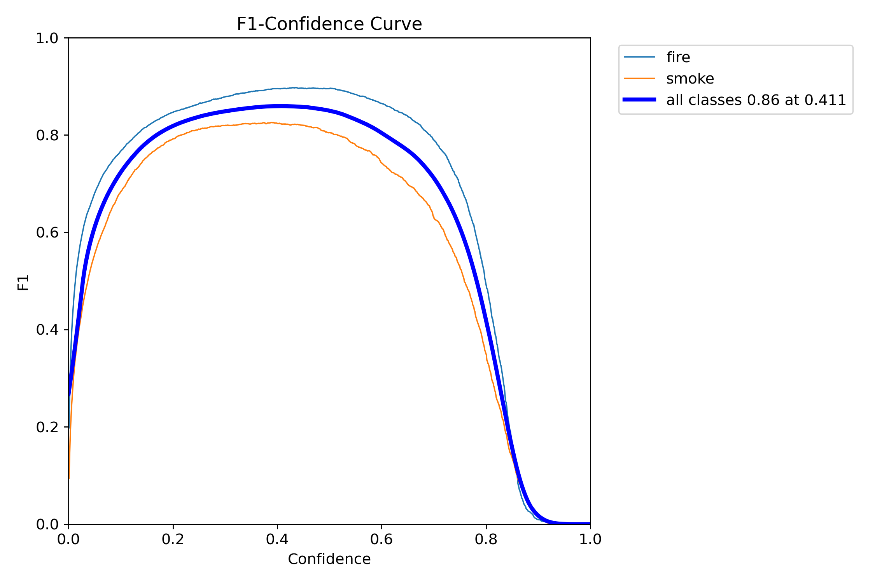 F1-Confidence Curve
1.0
0.8
0.6
0.4
0.2
0.0
F1
0.0 0.2 0.4 0.6 0.8 1.0
Confidence
fire
smoke
all classes 0.86 at 0.411